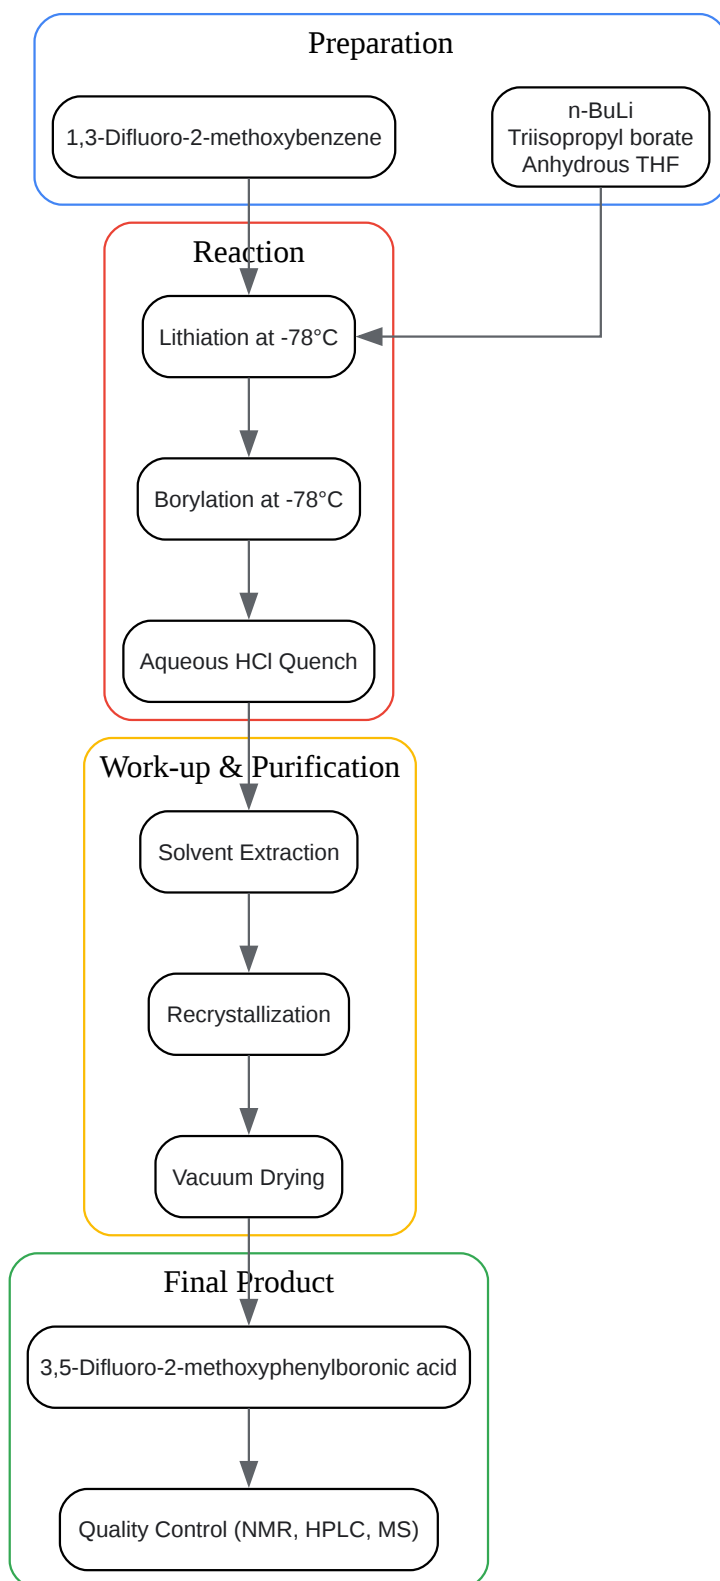 Preparation
1,3-Difluoro-2-methoxybenzene
n-BuLi
Triisopropyl borate
Anhydrous THF
Reaction
Lithiation at -78°C
Borylation at -78°C
Aqueous HCl Quench
Work-up & Purification
Solvent Extraction
Recrystallization
Vacuum Drying
Final Product
3,5-Difluoro-2-methoxyphenylboronic acid
Quality Control (NMR, HPLC, MS)